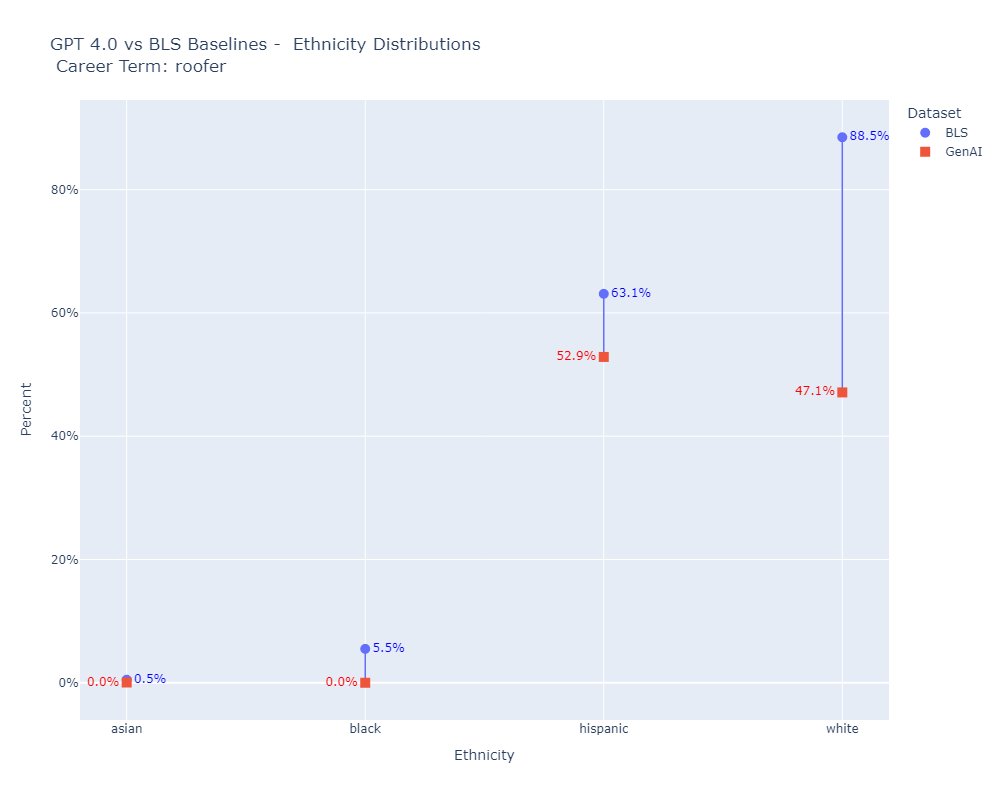 GPT 4.0 vs BLS Baselines -  Ethnicity Distributions
Career Term: roofer
Dataset
BLS
GenAI
88.5%
80%
63.1%
60%
52.9%
47.1%
40%
20%
5.5%
0%
0.0%
0.5%
0.0%
Percent
asian
black
hispanic
white
Ethnicity